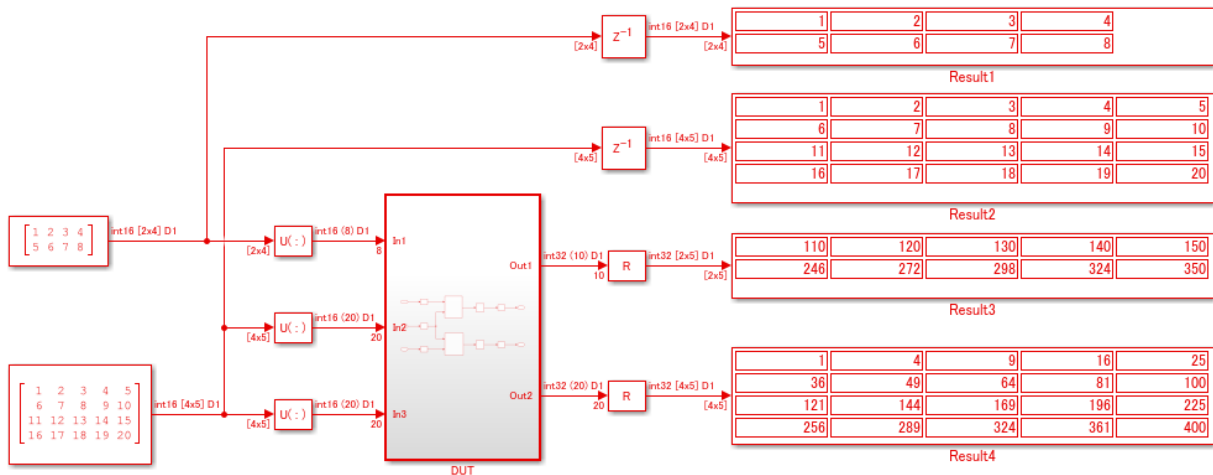 int16 [2x4] D1
Z⁻¹
[2x4]
[2x4]
1 2 3 4
5 6 7 8
Result1
int16 [4x5] D1
Z⁻¹
[4x5]
[4x5]
1 2 3 4 5
6 7 8 9 10
11 12 13 14 15
16 17 18 19 20
Result2
1 2 3 4
5 6 7 8
int16 [2x4] D1
[2x4]
U(:)
int16 (8) D1
8
In1
Out1
int32 (10) D1
10
R
int32 [2x5] D1
[2x5]
110 120 130 140 150
246 272 298 324 350
Result3
[4x5]
U(:)
int16 (20) D1
20
In2
1 2 3 4 5
6 7 8 9 10
11 12 13 14 15
16 17 18 19 20
int16 [4x5] D1
[4x5]
U(:)
int16 (20) D1
20
In3
Out2
int32 (20) D1
20
R
int32 [4x5] D1
[4x5]
1 4 9 16 25
36 49 64 81 100
121 144 169 196 225
256 289 324 361 400
Result4
DUT